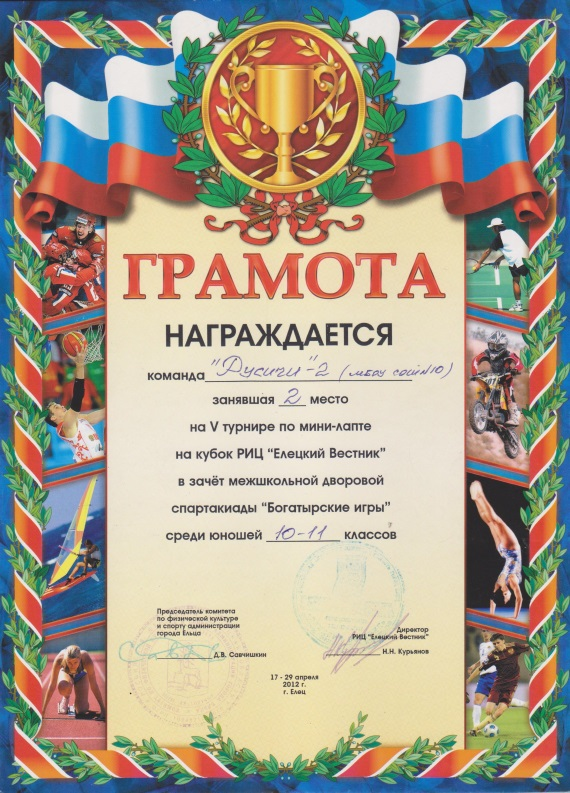 ГРАМОТА
НАГРАЖДАЕТСЯ
команда "Русичи"-2 (МБОУ СОШ№10)
занявшая 2 место
на V турнире по мини-лапте
на кубок РИЦ "Елецкий Вестник"
в зачёт межшкольной дворовой
спартакиады "Богатырские игры"
среди юношей 10-11 классов
Председатель комитета
по физической культуре
и спорту администрации
города Ельца
Д.В. Савчишкин
Директор
РИЦ "Елецкий Вестник"
Н.Н. Курьянов
17 - 29 апреля
2012 г.
г. Елец